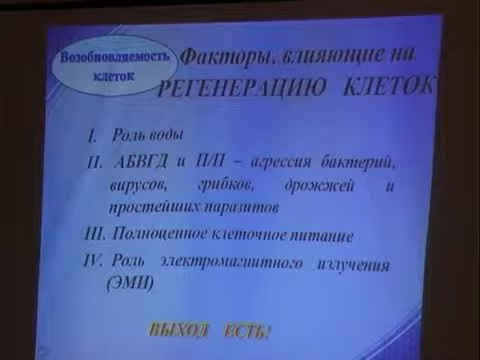 Возобновляемость
клеток
Факторы, влияющие на
РЕГЕНЕРАЦИЮ КЛЕТОК
I. Роль воды
II. АБВГД и П/П – агрессия бактерий,
вирусов, грибков, дрожжей и
простейших паразитов
III. Полноценное клеточное питание
IV. Роль электромагнитного излучения
(ЭМИ)
ВЫХОД ЕСТЬ!